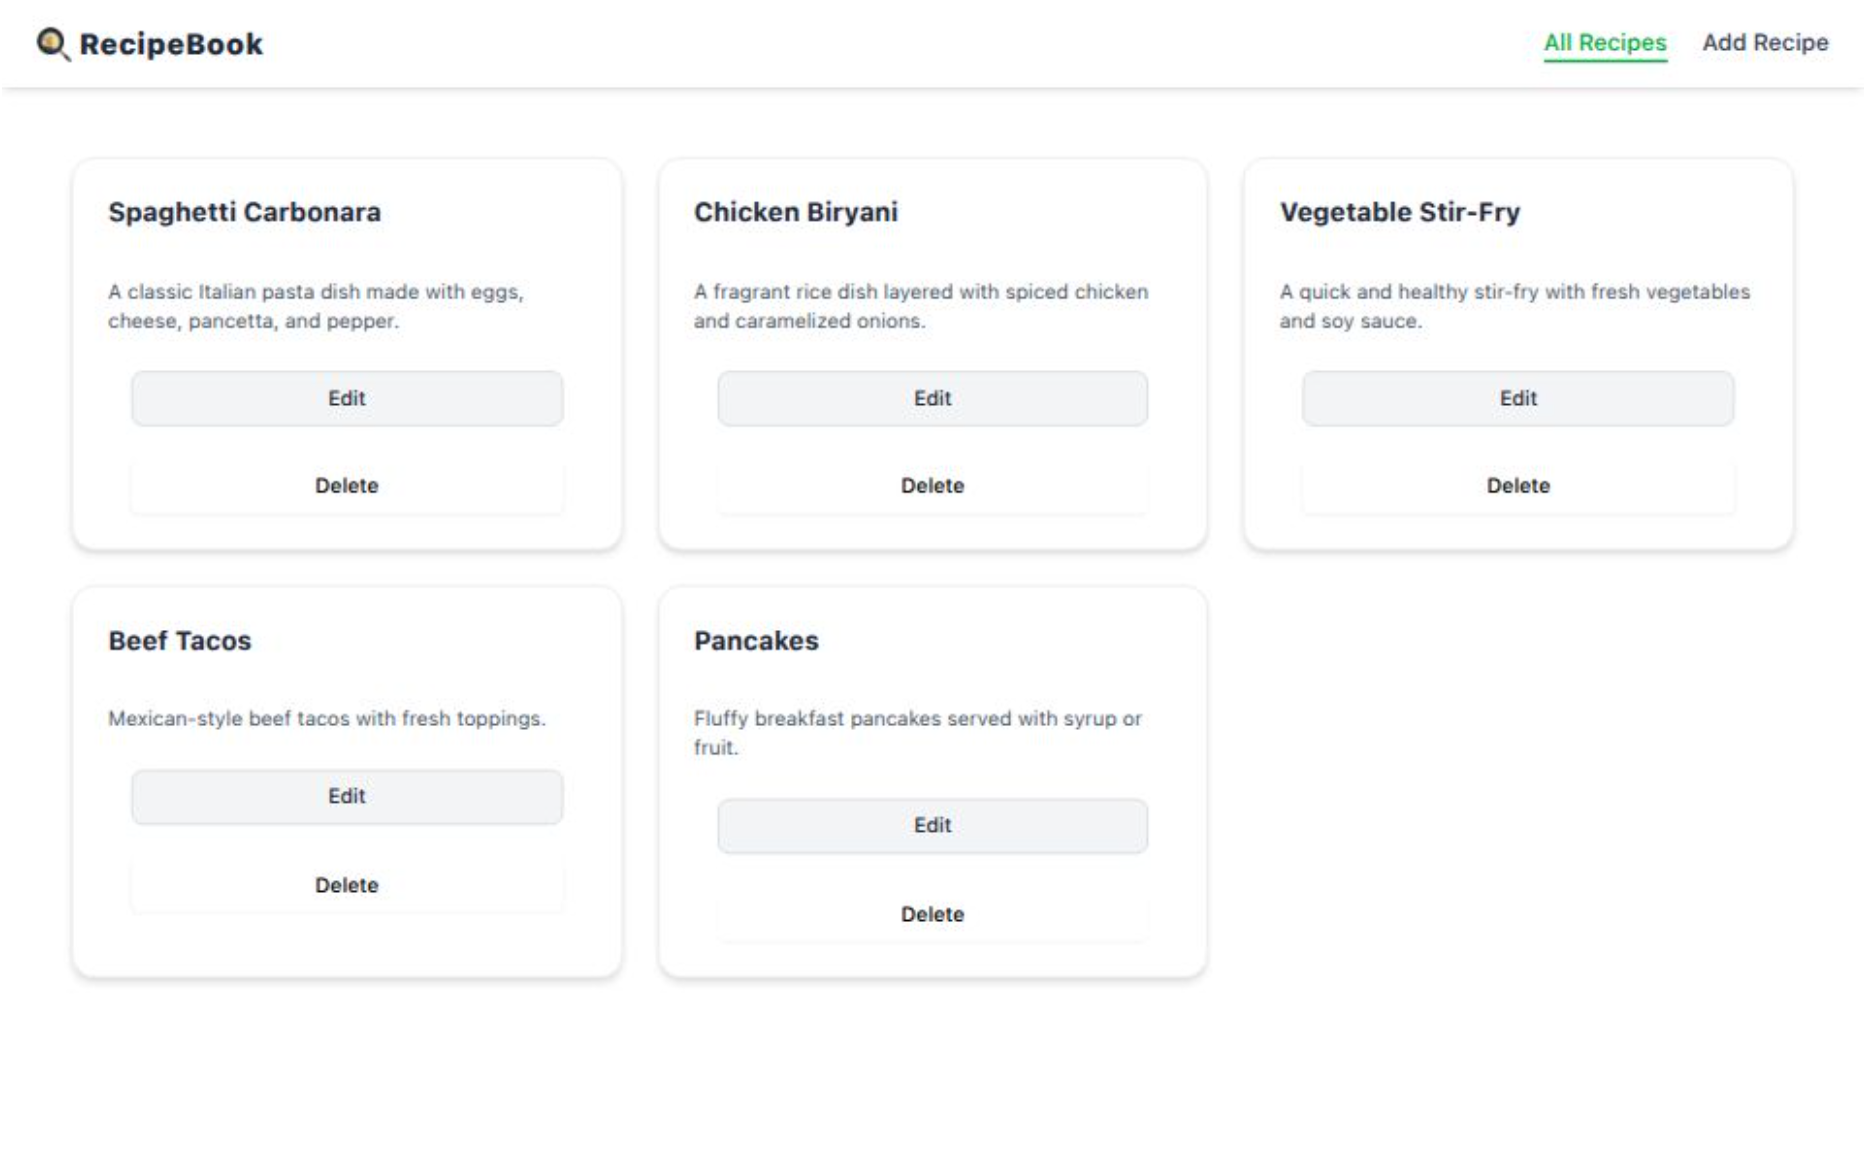 RecipeBook
All Recipes
Add Recipe
Spaghetti Carbonara
A classic Italian pasta dish made with eggs,
cheese, pancetta, and pepper.
Edit
Delete
Chicken Biryani
A fragrant rice dish layered with spiced chicken
and caramelized onions.
Edit
Delete
Vegetable Stir-Fry
A quick and healthy stir-fry with fresh vegetables
and soy sauce.
Edit
Delete
Beef Tacos
Mexican-style beef tacos with fresh toppings.
Edit
Delete
Pancakes
Fluffy breakfast pancakes served with syrup or
fruit.
Edit
Delete